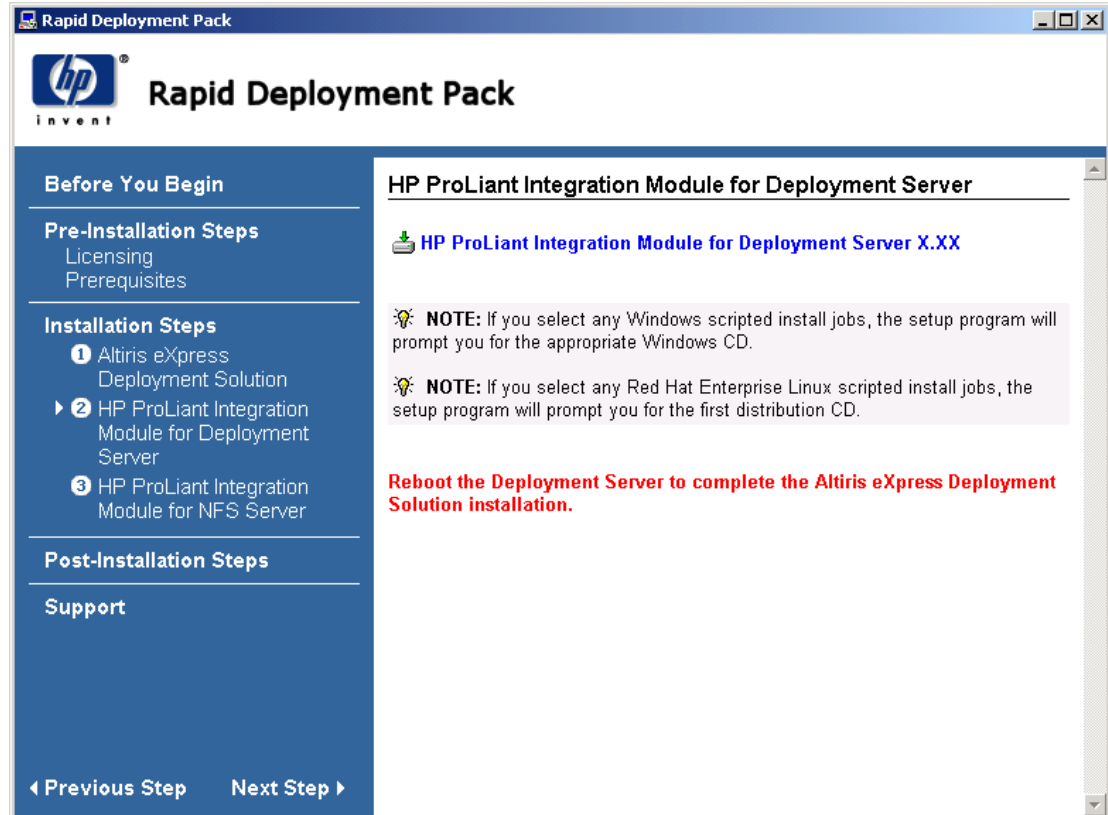 Rapid Deployment Pack
hp
®
invent
Rapid Deployment Pack
Before You Begin
Pre-Installation Steps
Licensing
Prerequisites
Installation Steps
1 Altiris eXpress
Deployment Solution
2 HP ProLiant Integration
Module for Deployment
Server
3 HP ProLiant Integration
Module for NFS Server
Post-Installation Steps
Support
Previous Step Next Step
HP ProLiant Integration Module for Deployment Server
HP ProLiant Integration Module for Deployment Server X.XX
NOTE: If you select any Windows scripted install jobs, the setup program will
prompt you for the appropriate Windows CD.
NOTE: If you select any Red Hat Enterprise Linux scripted install jobs, the
setup program will prompt you for the first distribution CD.
Reboot the Deployment Server to complete the Altiris eXpress Deployment
Solution installation.